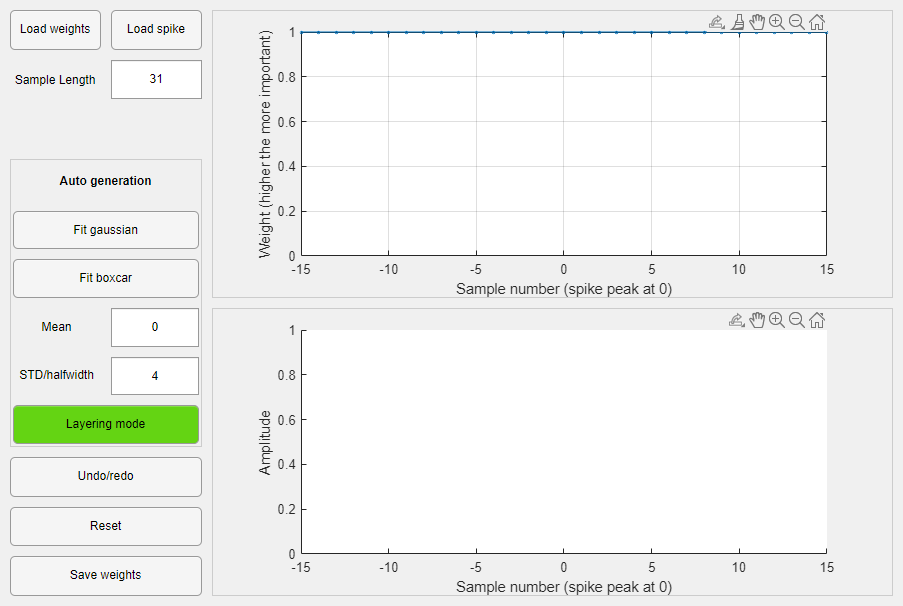 Load weights
Load spike
Sample Length
31
Auto generation
Fit gaussian
Fit boxcar
Mean
0
STD/halfwidth
4
Layering mode
Undo/redo
Reset
Save weights
Weight (higher the more important)
1
0.8
0.6
0.4
0.2
0
-15 -10 -5 0 5 10 15
Sample number (spike peak at 0)
Amplitude
1
0.8
0.6
0.4
0.2
0
-15 -10 -5 0 5 10 15
Sample number (spike peak at 0)